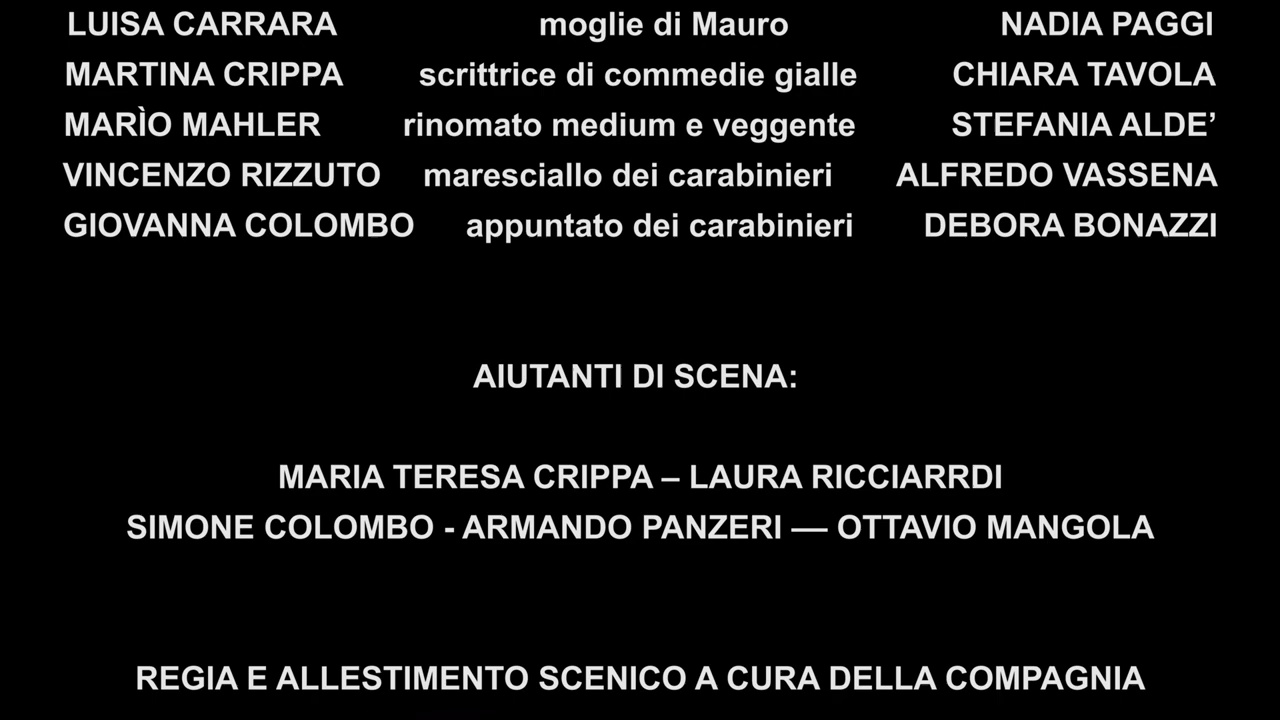 LUISA CARRARA moglie di Mauro NADIA PAGGI
MARTINA CRIPPA scrittrice di commedie gialle CHIARA TAVOLA
MARÌO MAHLER rinomato medium e veggente STEFANIA ALDE’
VINCENZO RIZZUTO maresciallo dei carabinieri ALFREDO VASSENA
GIOVANNA COLOMBO appuntato dei carabinieri DEBORA BONAZZI
AIUTANTI DI SCENA:
MARIA TERESA CRIPPA – LAURA RICCIARRDI
SIMONE COLOMBO - ARMANDO PANZERI — OTTAVIO MANGOLA
REGIA E ALLESTIMENTO SCENICO A CURA DELLA COMPAGNIA